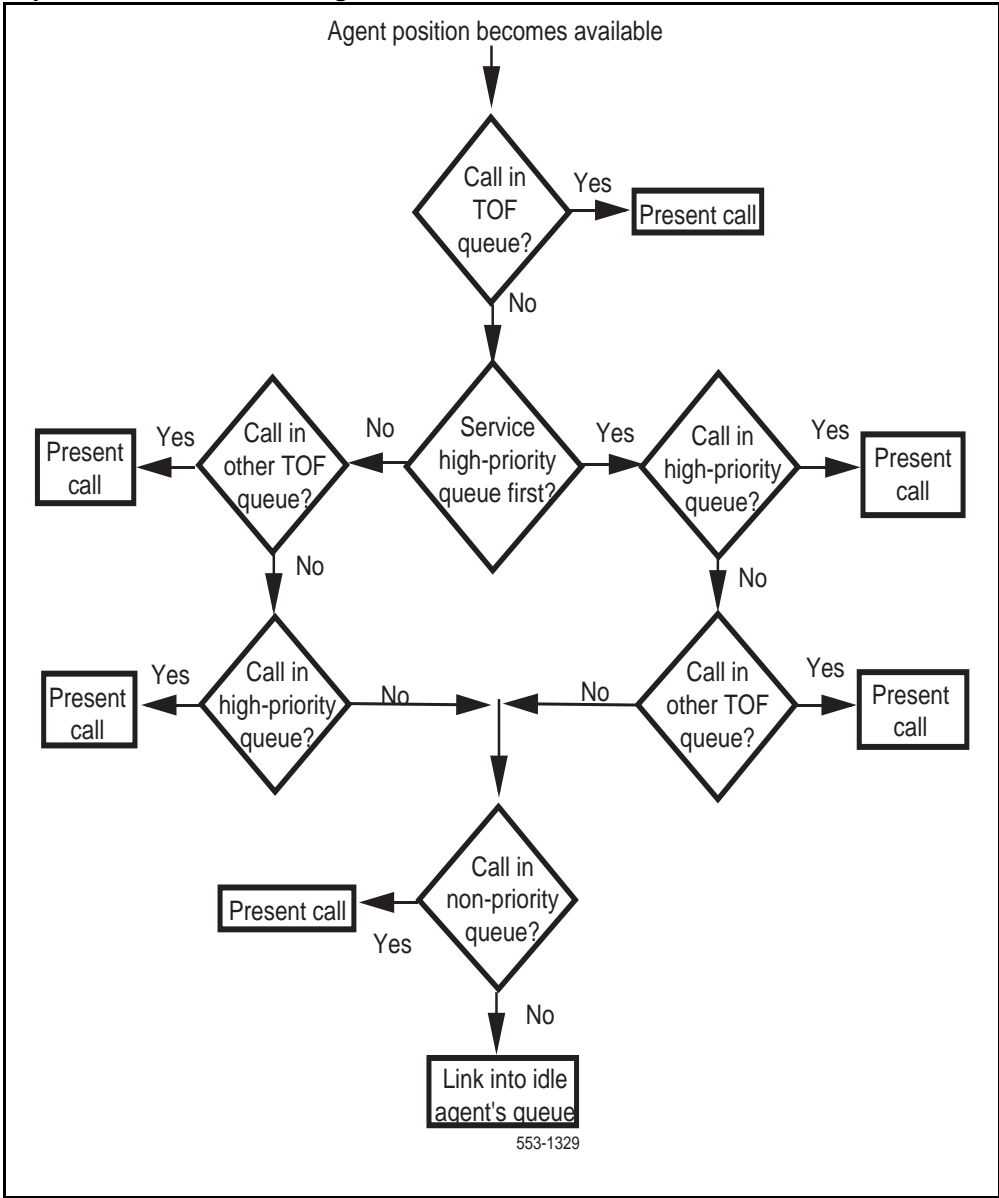 Agent position becomes available
Call in
TOF
queue?
Yes
Present call
No
Call in
other TOF
queue?
Yes
Present
call
No
Service
high-priority
queue first?
Yes
Call in
high-priority
queue?
Yes
Present
call
No
No
Call in
high-priority
queue?
Yes
Present
call
No
No
Call in
other TOF
queue?
Yes
Present
call
Call in
non-priority
queue?
Present call
Yes
No
Link into idle
agent's queue
553-1329